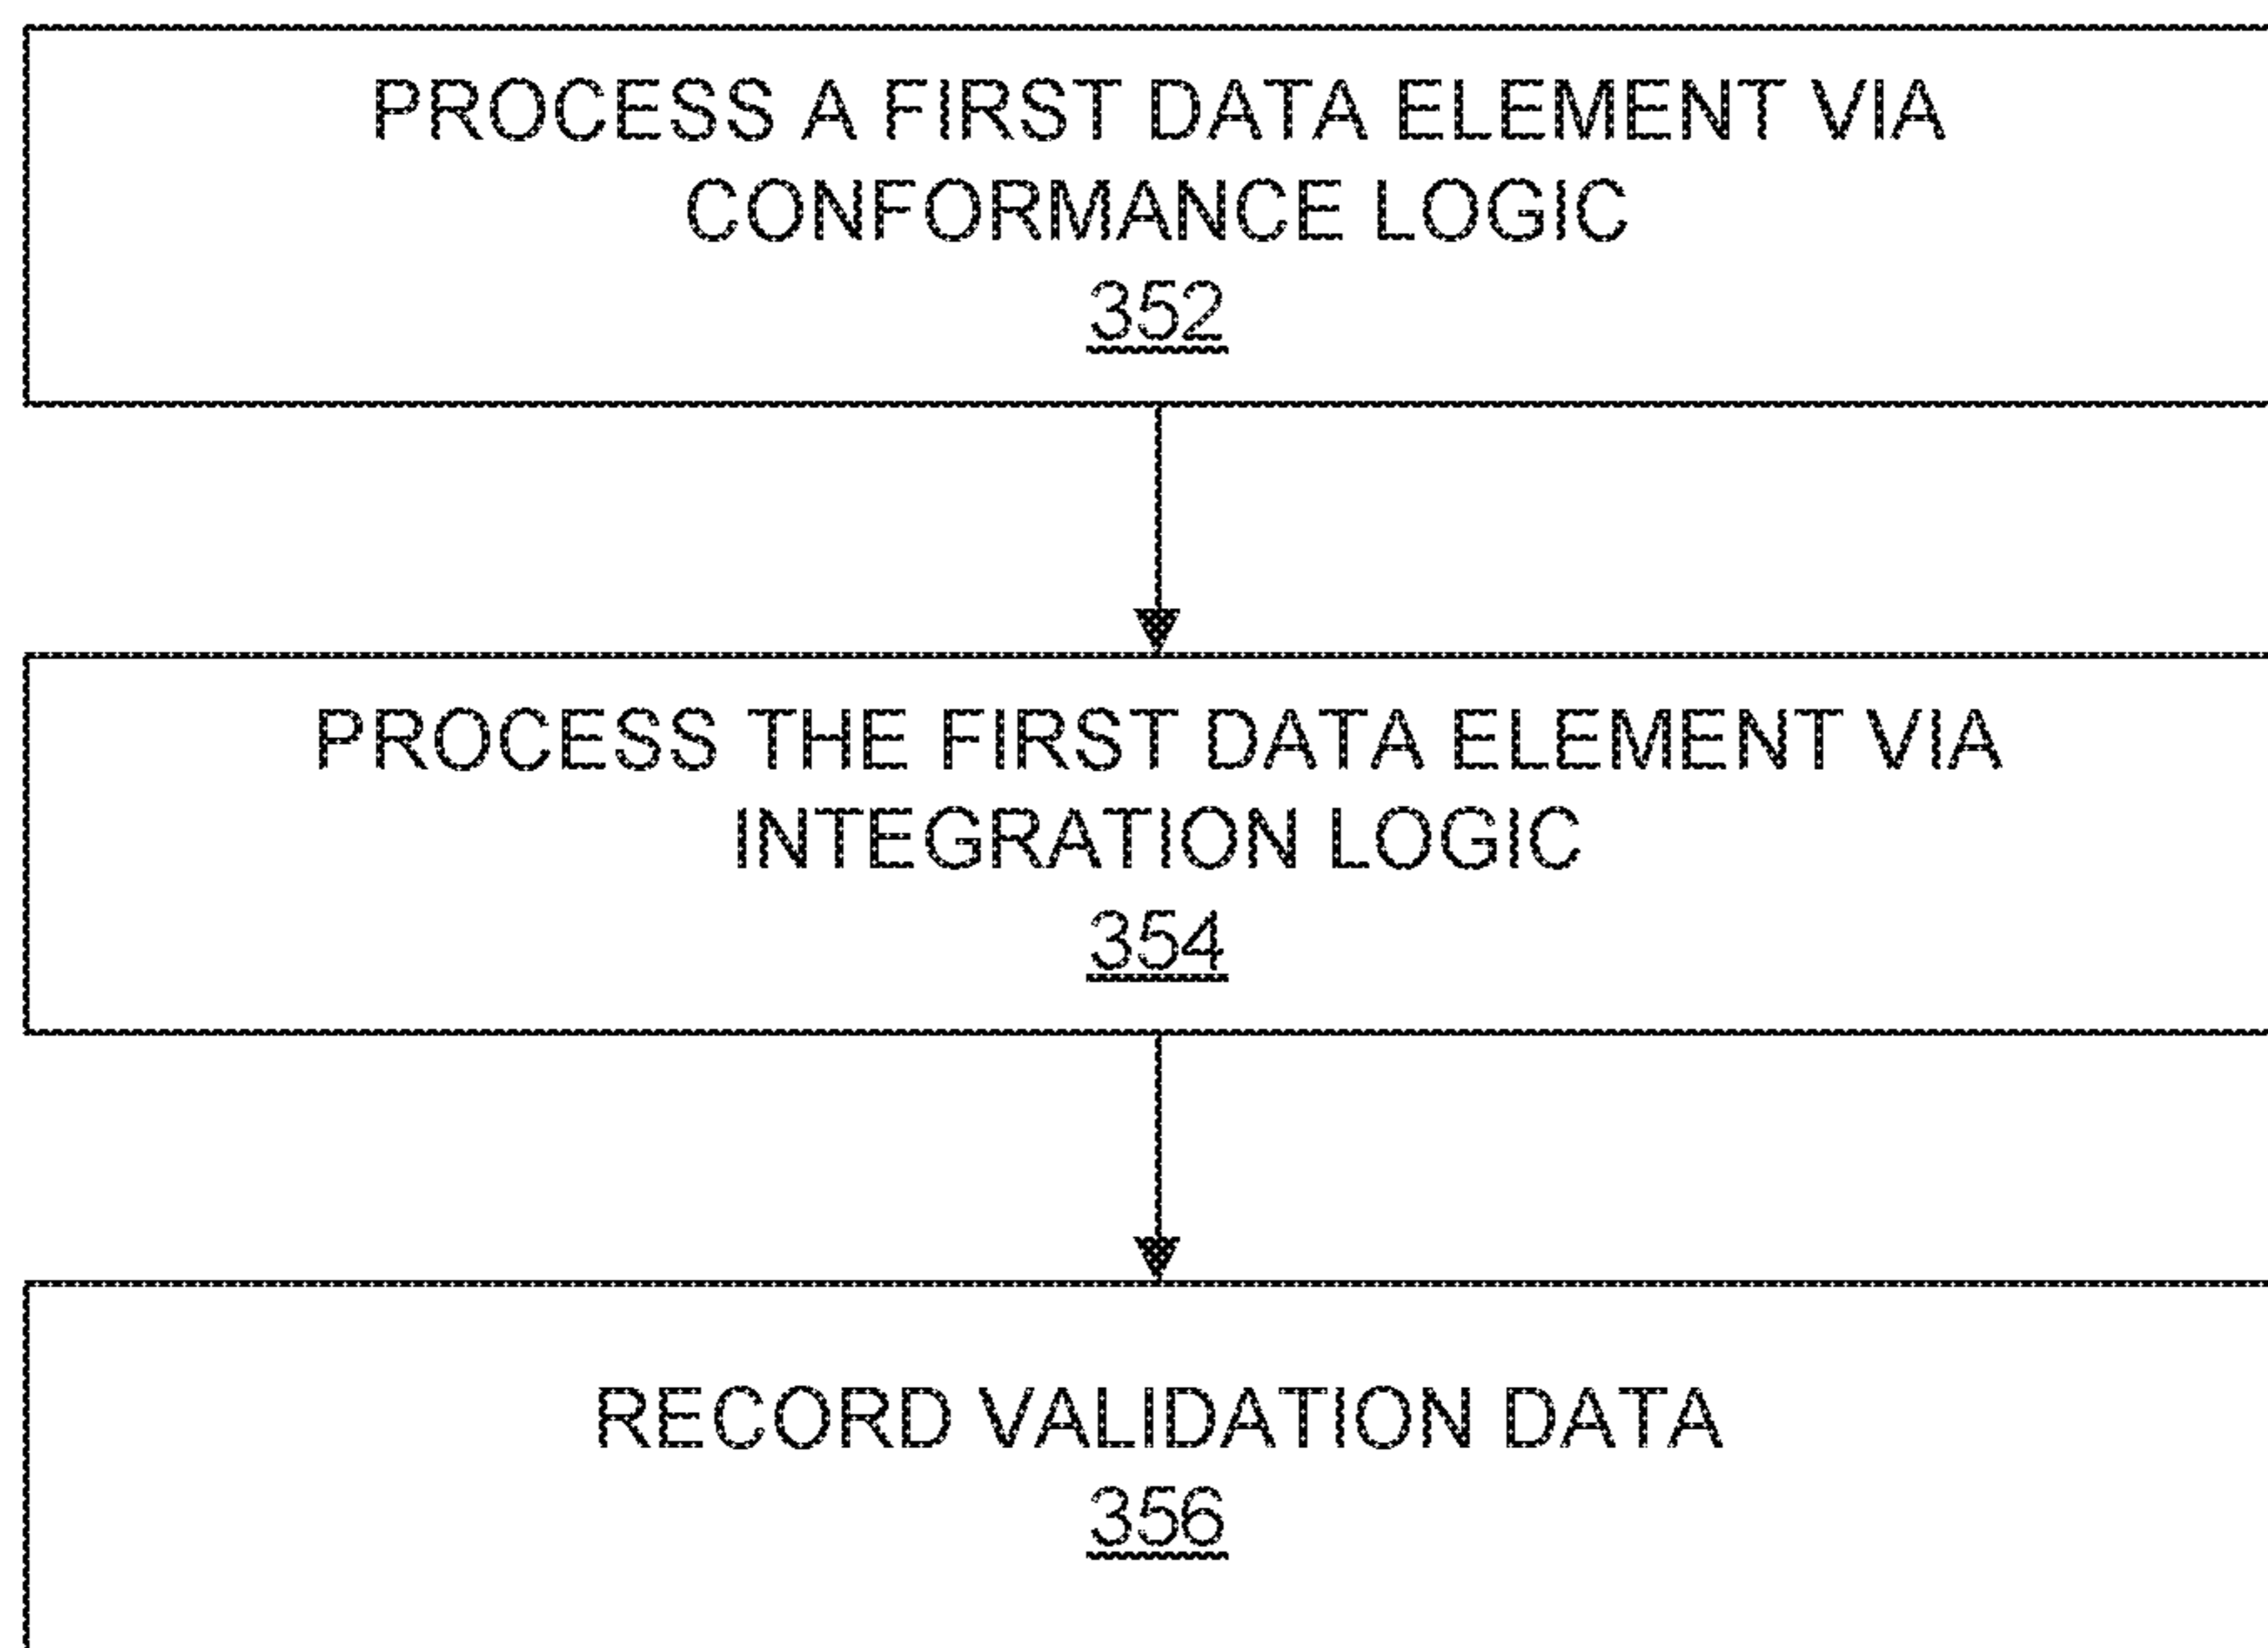 PROCESS A FIRST DATA ELEMENT VIA
CONFORMANCE LOGIC
352
PROCESS THE FIRST DATA ELEMENT VIA
INTEGRATION LOGIC
354
RECORD VALIDATION DATA
356